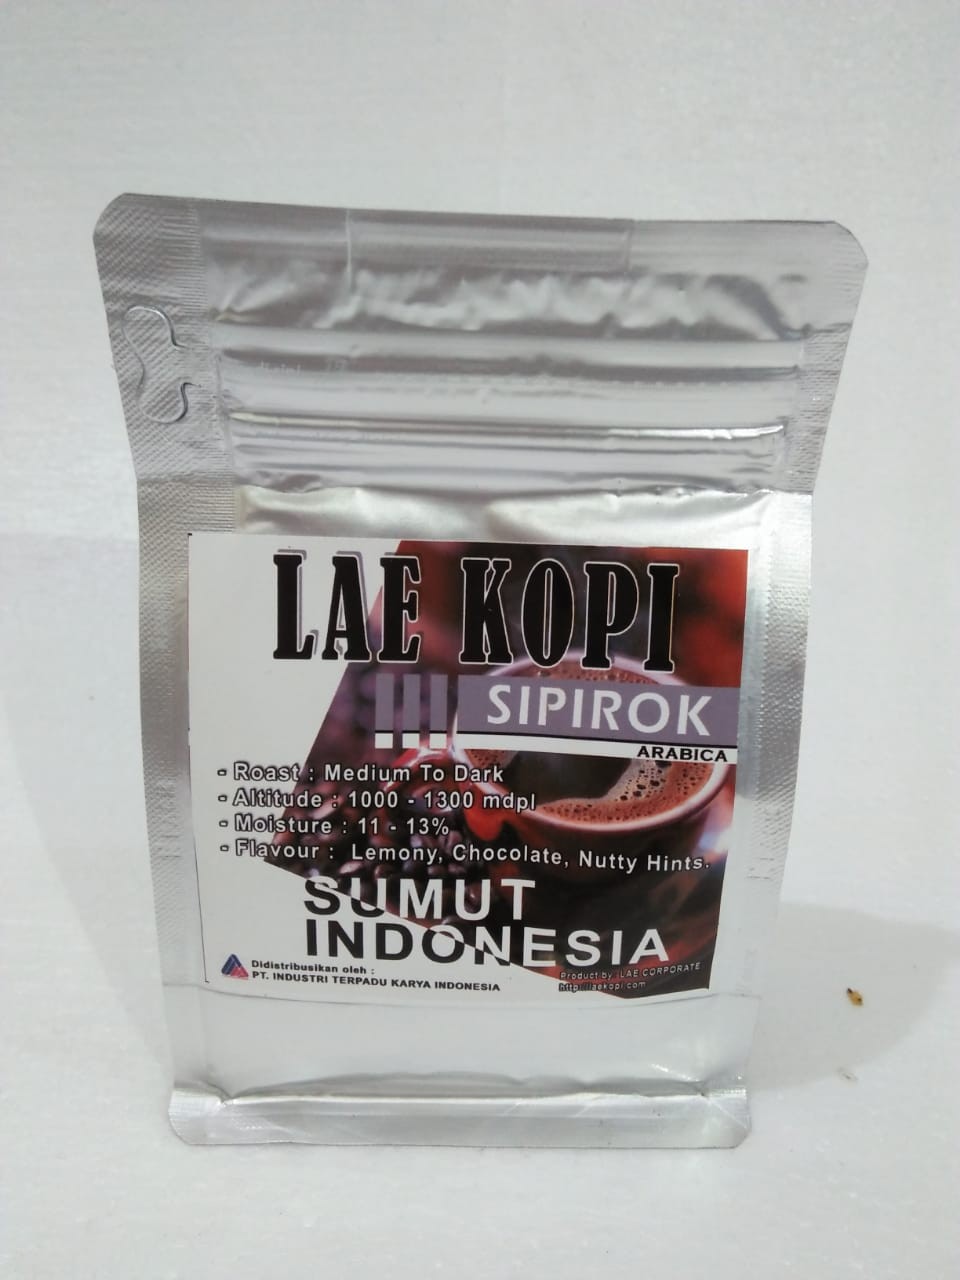 LAE KOPI
SIPIROK
ARABICA
- Roast : Medium To Dark
- Altitude : 1000 - 1300 mdpl
- Moisture : 11 - 13%
- Flavour : Lemony, Chocolate, Nutty Hints.
SUMUT
INDONESIA
Didistribusikan oleh :
PT. INDUSTRI TERPADU KARYA INDONESIA
Product by : LAE CORPORATE
http://laekopi.com